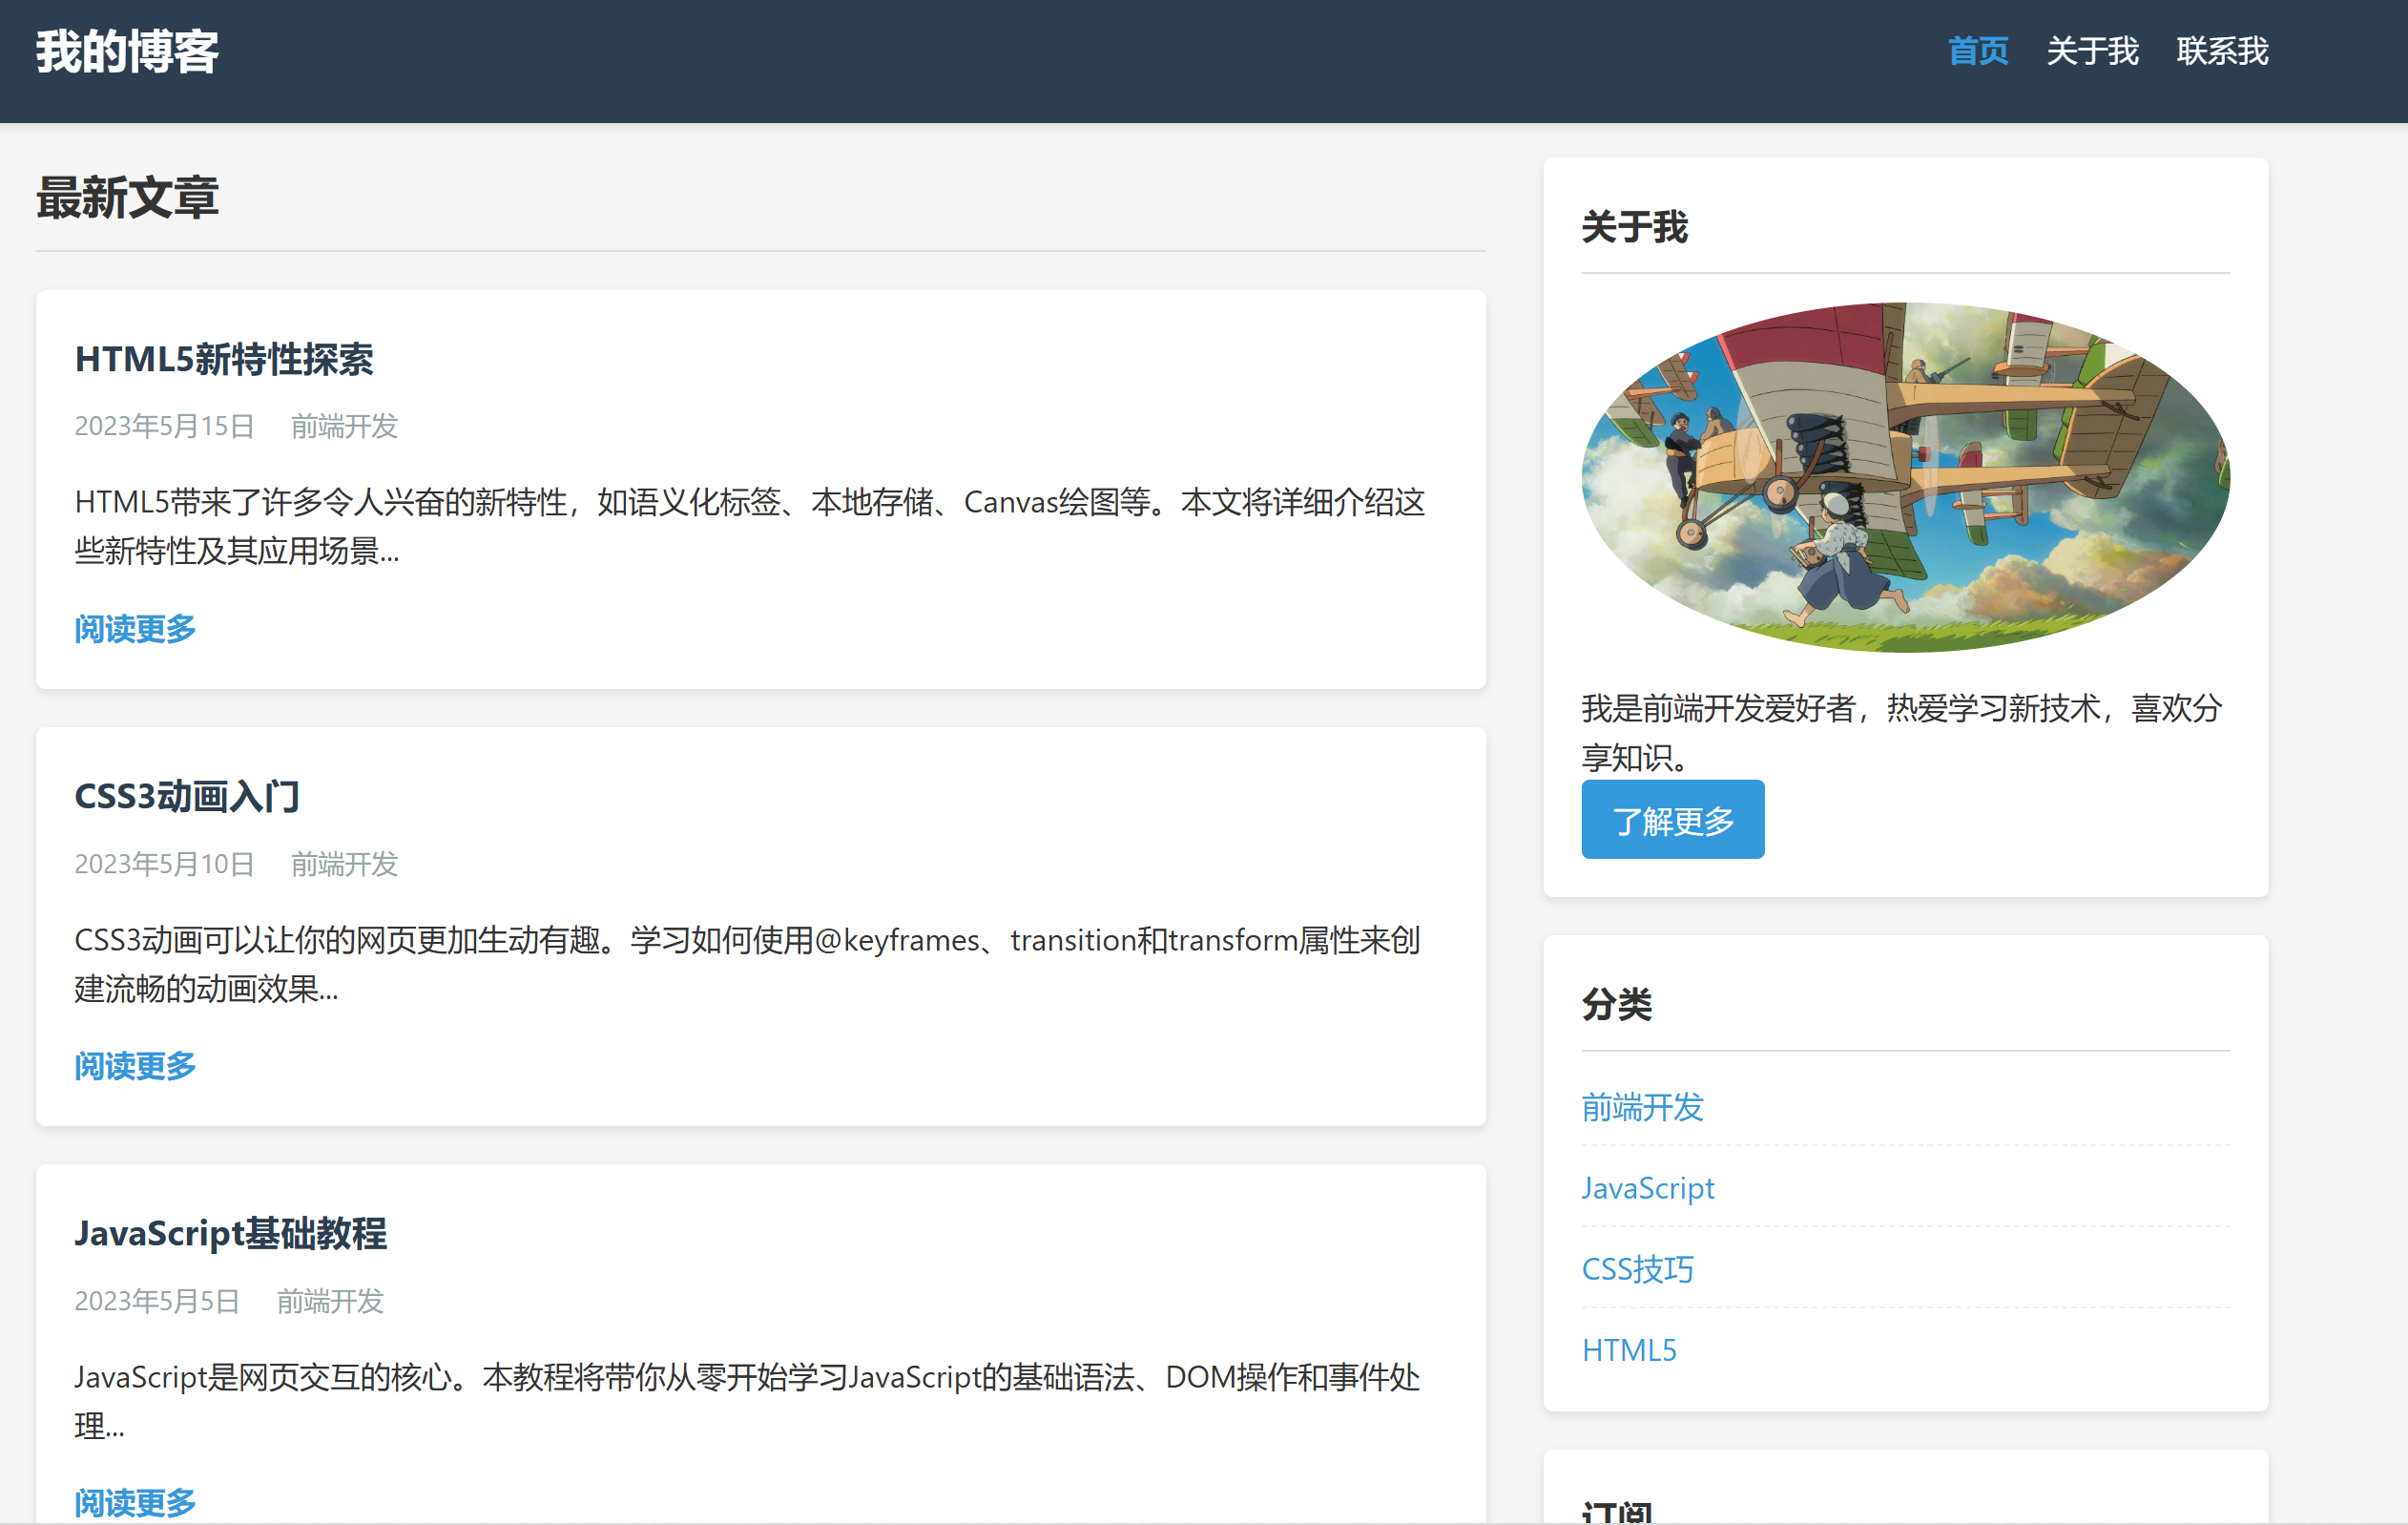 我的博客
首页 关于我 联系我
最新文章
HTML5新特性探索
2023年5月15日 前端开发
HTML5带来了许多令人兴奋的新特性，如语义化标签、本地存储、Canvas绘图等。本文将详细介绍这
些新特性及其应用场景...
阅读更多
CSS3动画入门
2023年5月10日 前端开发
CSS3动画可以让你的网页更加生动有趣。学习如何使用@keyframes、transition和transform属性来创
建流畅的动画效果...
阅读更多
JavaScript基础教程
2023年5月5日 前端开发
JavaScript是网页交互的核心。本教程将带你从零开始学习JavaScript的基础语法、DOM操作和事件处
理...
阅读更多
关于我
我是前端开发爱好者，热爱学习新技术，喜欢分
享知识。
了解更多
分类
前端开发
JavaScript
CSS技巧
HTML5
订阅